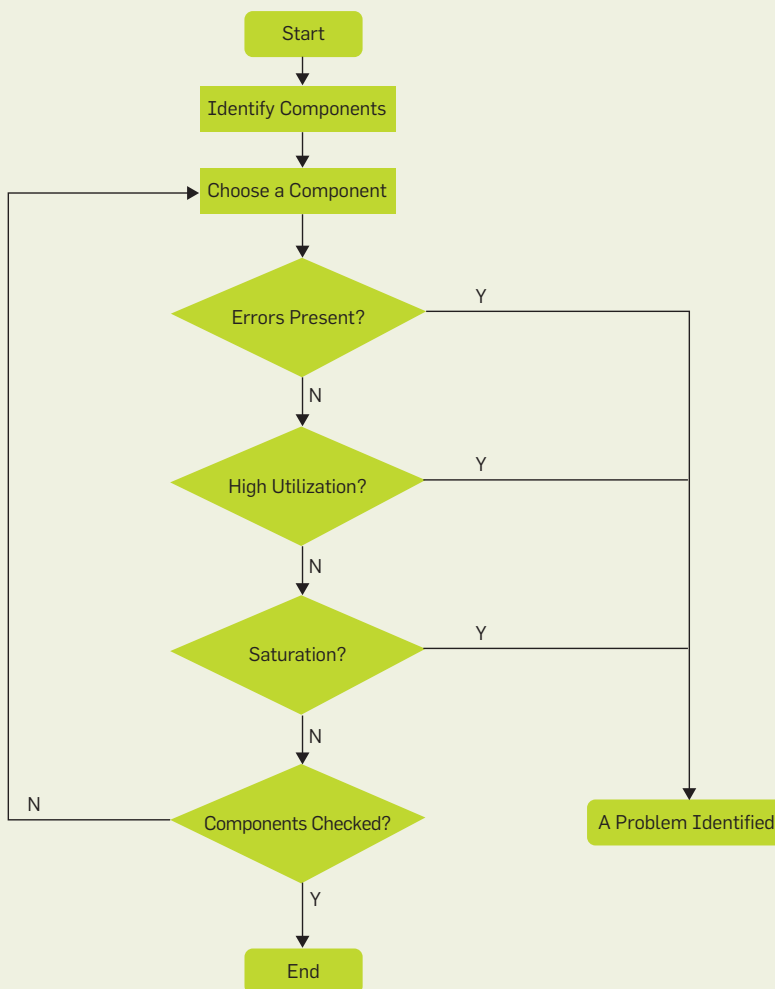 Start
Identify Components
Choose a Component
Errors Present?
Y
N
High Utilization?
Y
N
Saturation?
Y
N
Components Checked?
N
A Problem Identified
Y
End